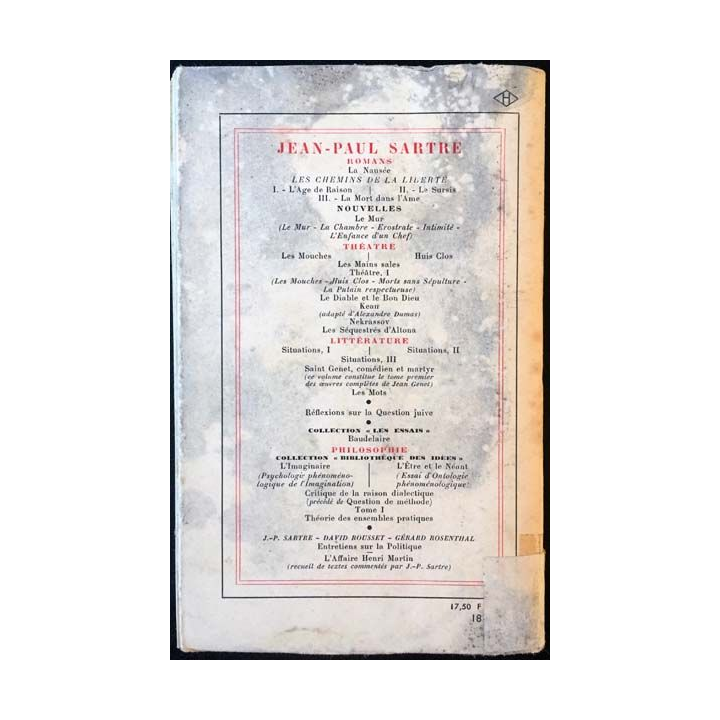 H
JEAN-PAUL SARTRE
ROMANS
La Nausée
LES CHEMINS DE LA LIBERTÉ
I. - L'Age de Raison | II. - Le Sursis
III. - La Mort dans l'Ame
NOUVELLES
Le Mur
(Le Mur - La Chambre - Erostrate - Intimité -
L'Enfance d'un Chef)
THÉATRE
Les Mouches | Huis Clos
Les Mains sales
Théâtre, I
(Les Mouches - Huis Clos - Morts sans Sépulture -
La Putain respectueuse)
Le Diable et le Bon Dieu
Kean
(adapté d'Alexandre Dumas)
Nekrassov
Les Séquestrés d'Altona
LITTÉRATURE
Situations, I | Situations, II
Situations, III
Saint Genet, comédien et martyr
(ce volume constitue le tome premier
des œuvres complètes de Jean Genet)
Les Mots
Réflexions sur la Question juive
COLLECTION « LES ESSAIS »
Baudelaire
PHILOSOPHIE
COLLECTION « BIBLIOTHÈQUE DES IDÉES »
L'Imaginaire | L'Être et le Néant
(Psychologie phénoméno- | (Essai d'Ontologie
logique de l'Imagination) | phénoménologique)
Critique de la raison dialectique
(précédé de Question de méthode)
Tome I
Théorie des ensembles pratiques
J.-P. SARTRE - DAVID ROUSSET - GÉRARD ROSENTHAL
Entretiens sur la Politique
L'Affaire Henri Martin
(recueil de textes commentés par J.-P. Sartre)
17,50 F
18